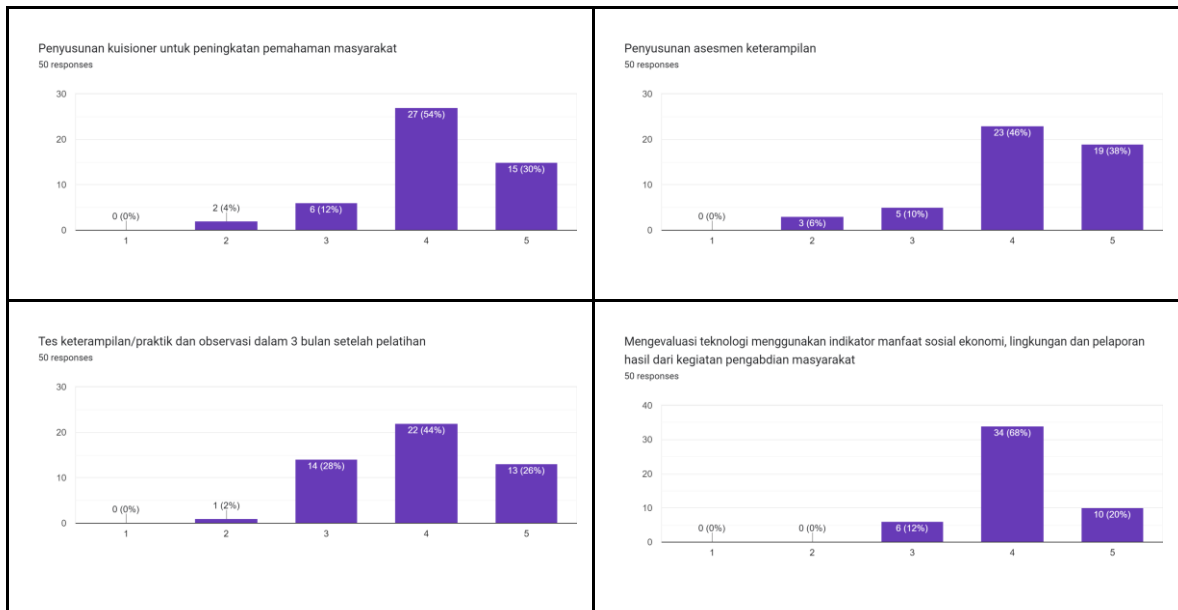 Penyusunan kuisioner untuk peningkatan pemahaman masyarakat
50 responses
30
20
10
0
0 (0%)
2 (4%)
6 (12%)
27 (54%)
15 (30%)
1 2 3 4 5
Penyusunan asesmen keterampilan
50 responses
30
20
10
0
0 (0%)
3 (6%)
5 (10%)
23 (46%)
19 (38%)
1 2 3 4 5
Tes keterampilan/praktik dan observasi dalam 3 bulan setelah pelatihan
50 responses
30
20
10
0
0 (0%)
1 (2%)
14 (28%)
22 (44%)
13 (26%)
1 2 3 4 5
Mengevaluasi teknologi menggunakan indikator manfaat sosial ekonomi, lingkungan dan pelaporan
hasil dari kegiatan pengabdian masyarakat
50 responses
40
30
20
10
0
0 (0%)
0 (0%)
6 (12%)
34 (68%)
10 (20%)
1 2 3 4 5